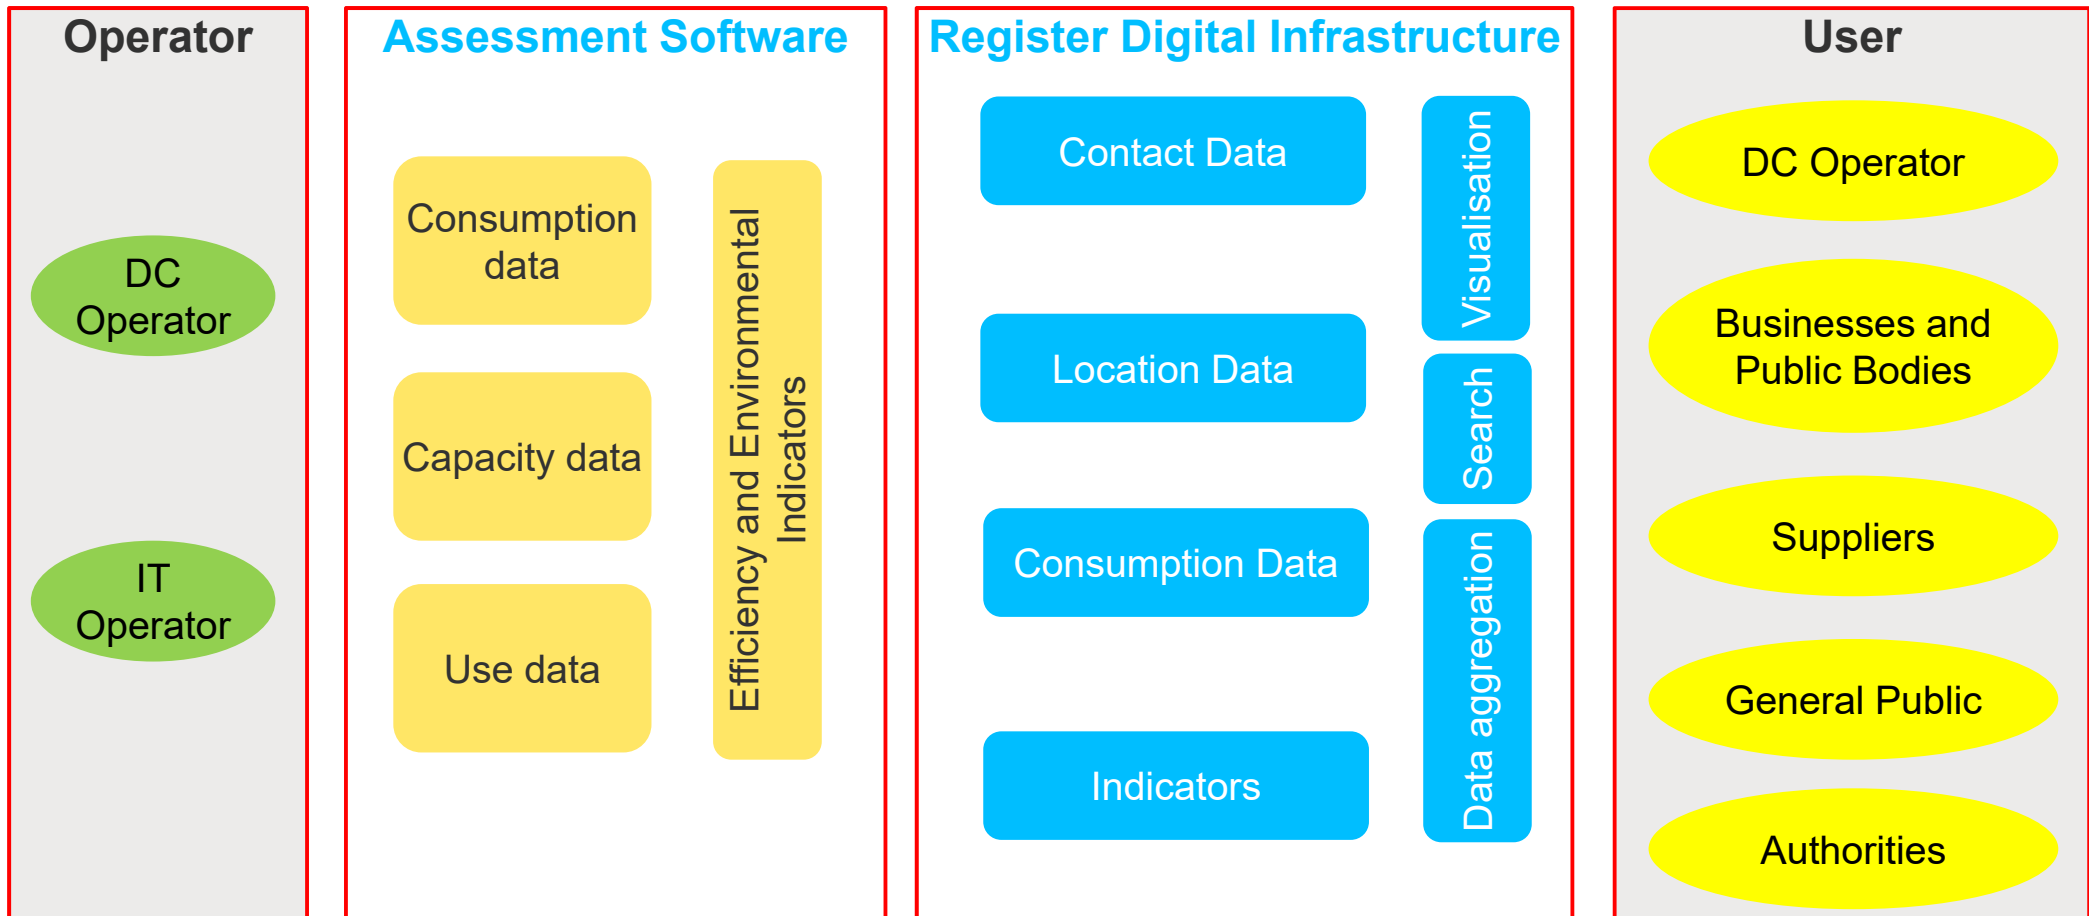 Operator
DC
Operator
IT
Operator
Assessment Software
Consumption
data
Capacity data
Use data
Efficiency and Environmental
Indicators
Register Digital Infrastructure
Contact Data
Location Data
Consumption Data
Indicators
Visualisation
Search
Data aggregation
User
DC Operator
Businesses and
Public Bodies
Suppliers
General Public
Authorities